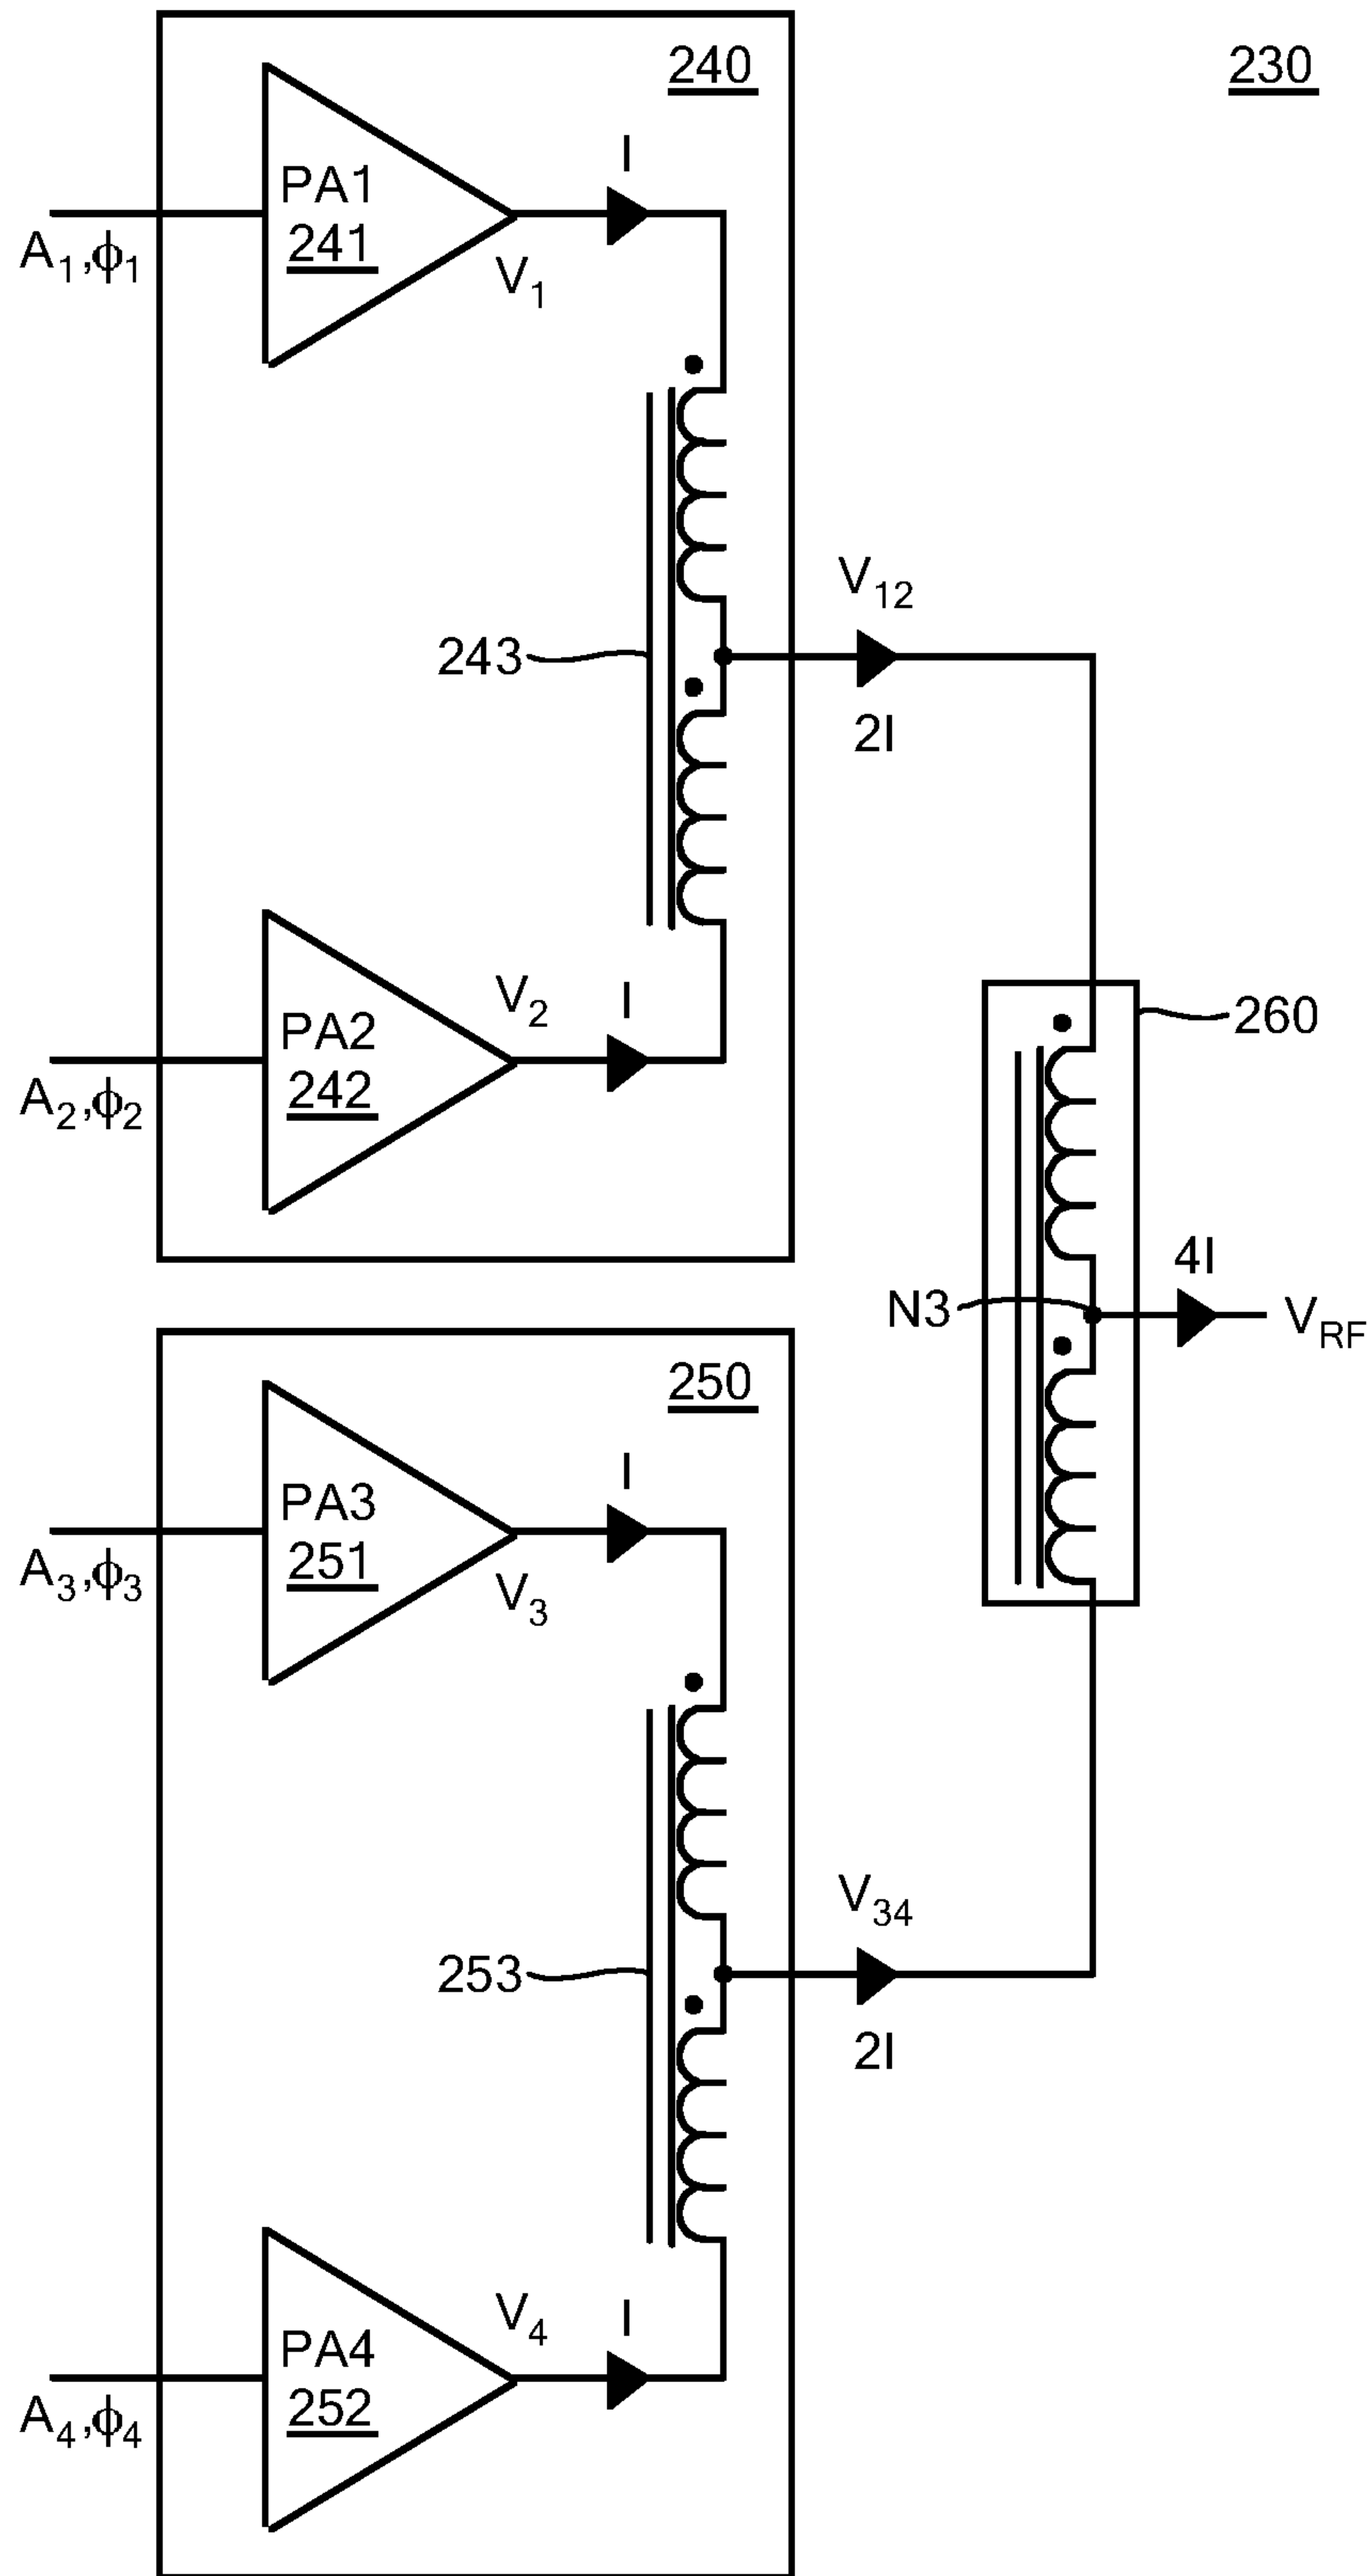 240
230
I
PA1
241
A₁,ϕ₁
V₁
V₁₂
243
2I
V₂
I
PA2
242
A₂,ϕ₂
260
4I
N3
V_RF
250
I
PA3
251
A₃,ϕ₃
V₃
V₃₄
253
2I
V₄
I
PA4
252
A₄,ϕ₄